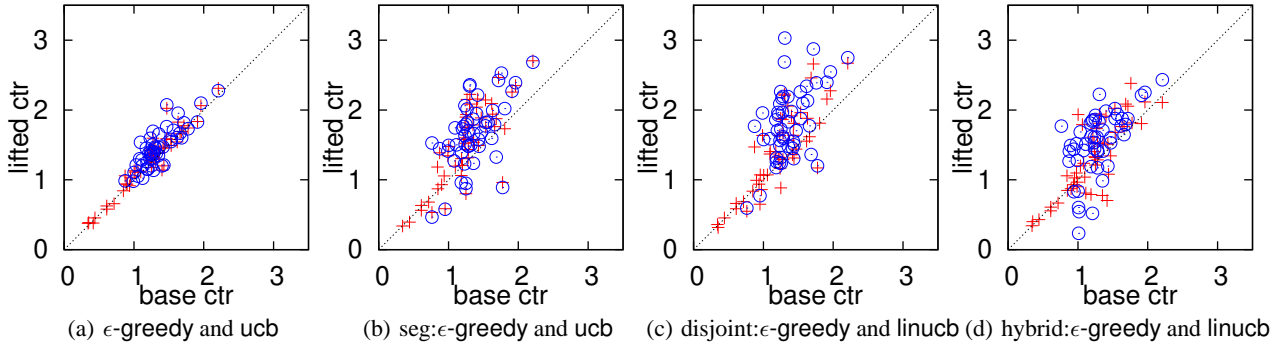 3
2
1
0
lifted ctr
0
1
2
3
base ctr
(a) ϵ-greedy and ucb
3
2
1
0
lifted ctr
0
1
2
3
base ctr
(b) seg:ϵ-greedy and ucb
3
2
1
0
lifted ctr
0
1
2
3
base ctr
(c) disjoint:ϵ-greedy and linucb
3
2
1
0
lifted ctr
0
1
2
3
base ctr
(d) hybrid:ϵ-greedy and linucb